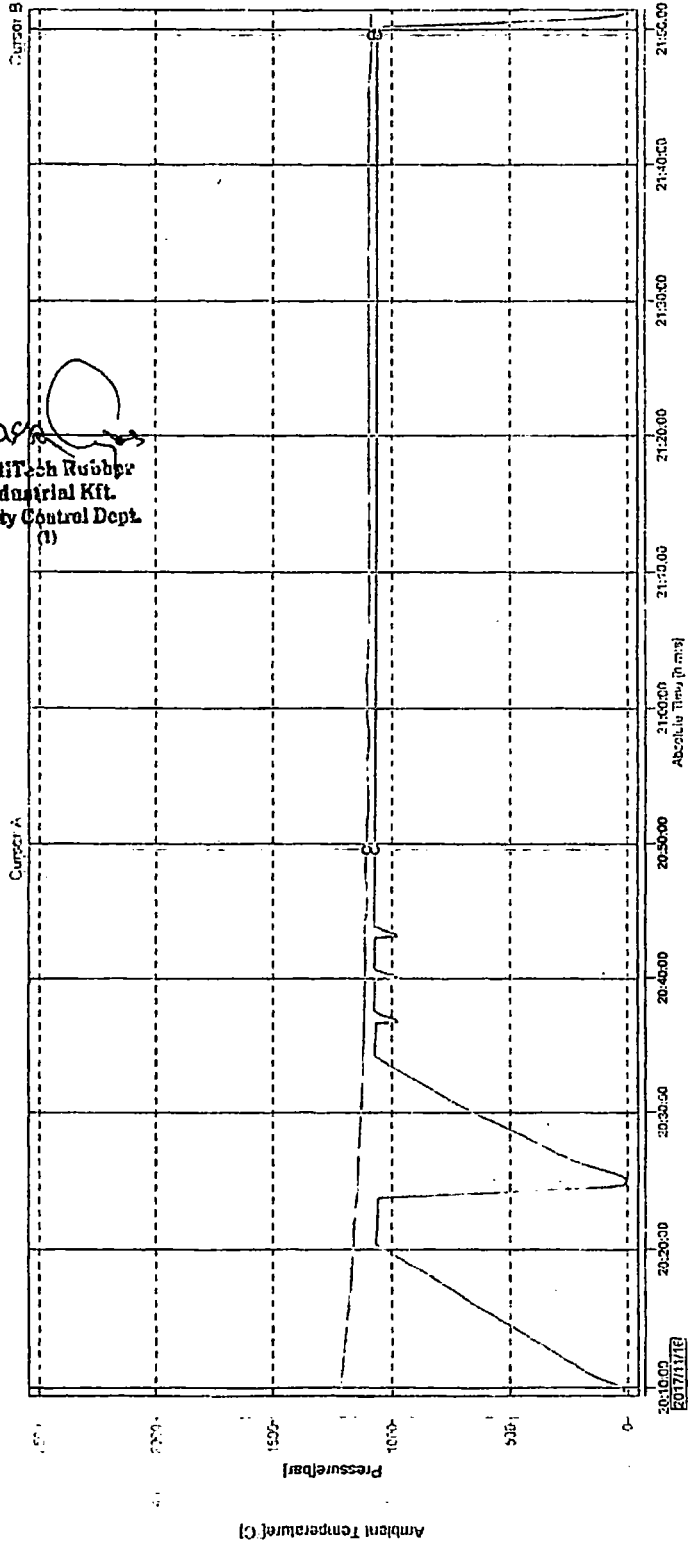 Cursor B
Cursor A
Industrial Kft.
Quality Control Dept.
(1)
1500-
1000-
500-
0-
Pressure[bar]
Ambient Temperature[°C]
20:10:00
20:20:00
20:30:00
20:40:00
20:50:00
21:00:00
21:10:00
21:20:00
21:30:00
21:40:00
21:50:00
2017/11/16
Absolute Time [h:m:s]